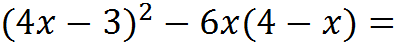 (4x − 3)² − 6x(4 − x) =